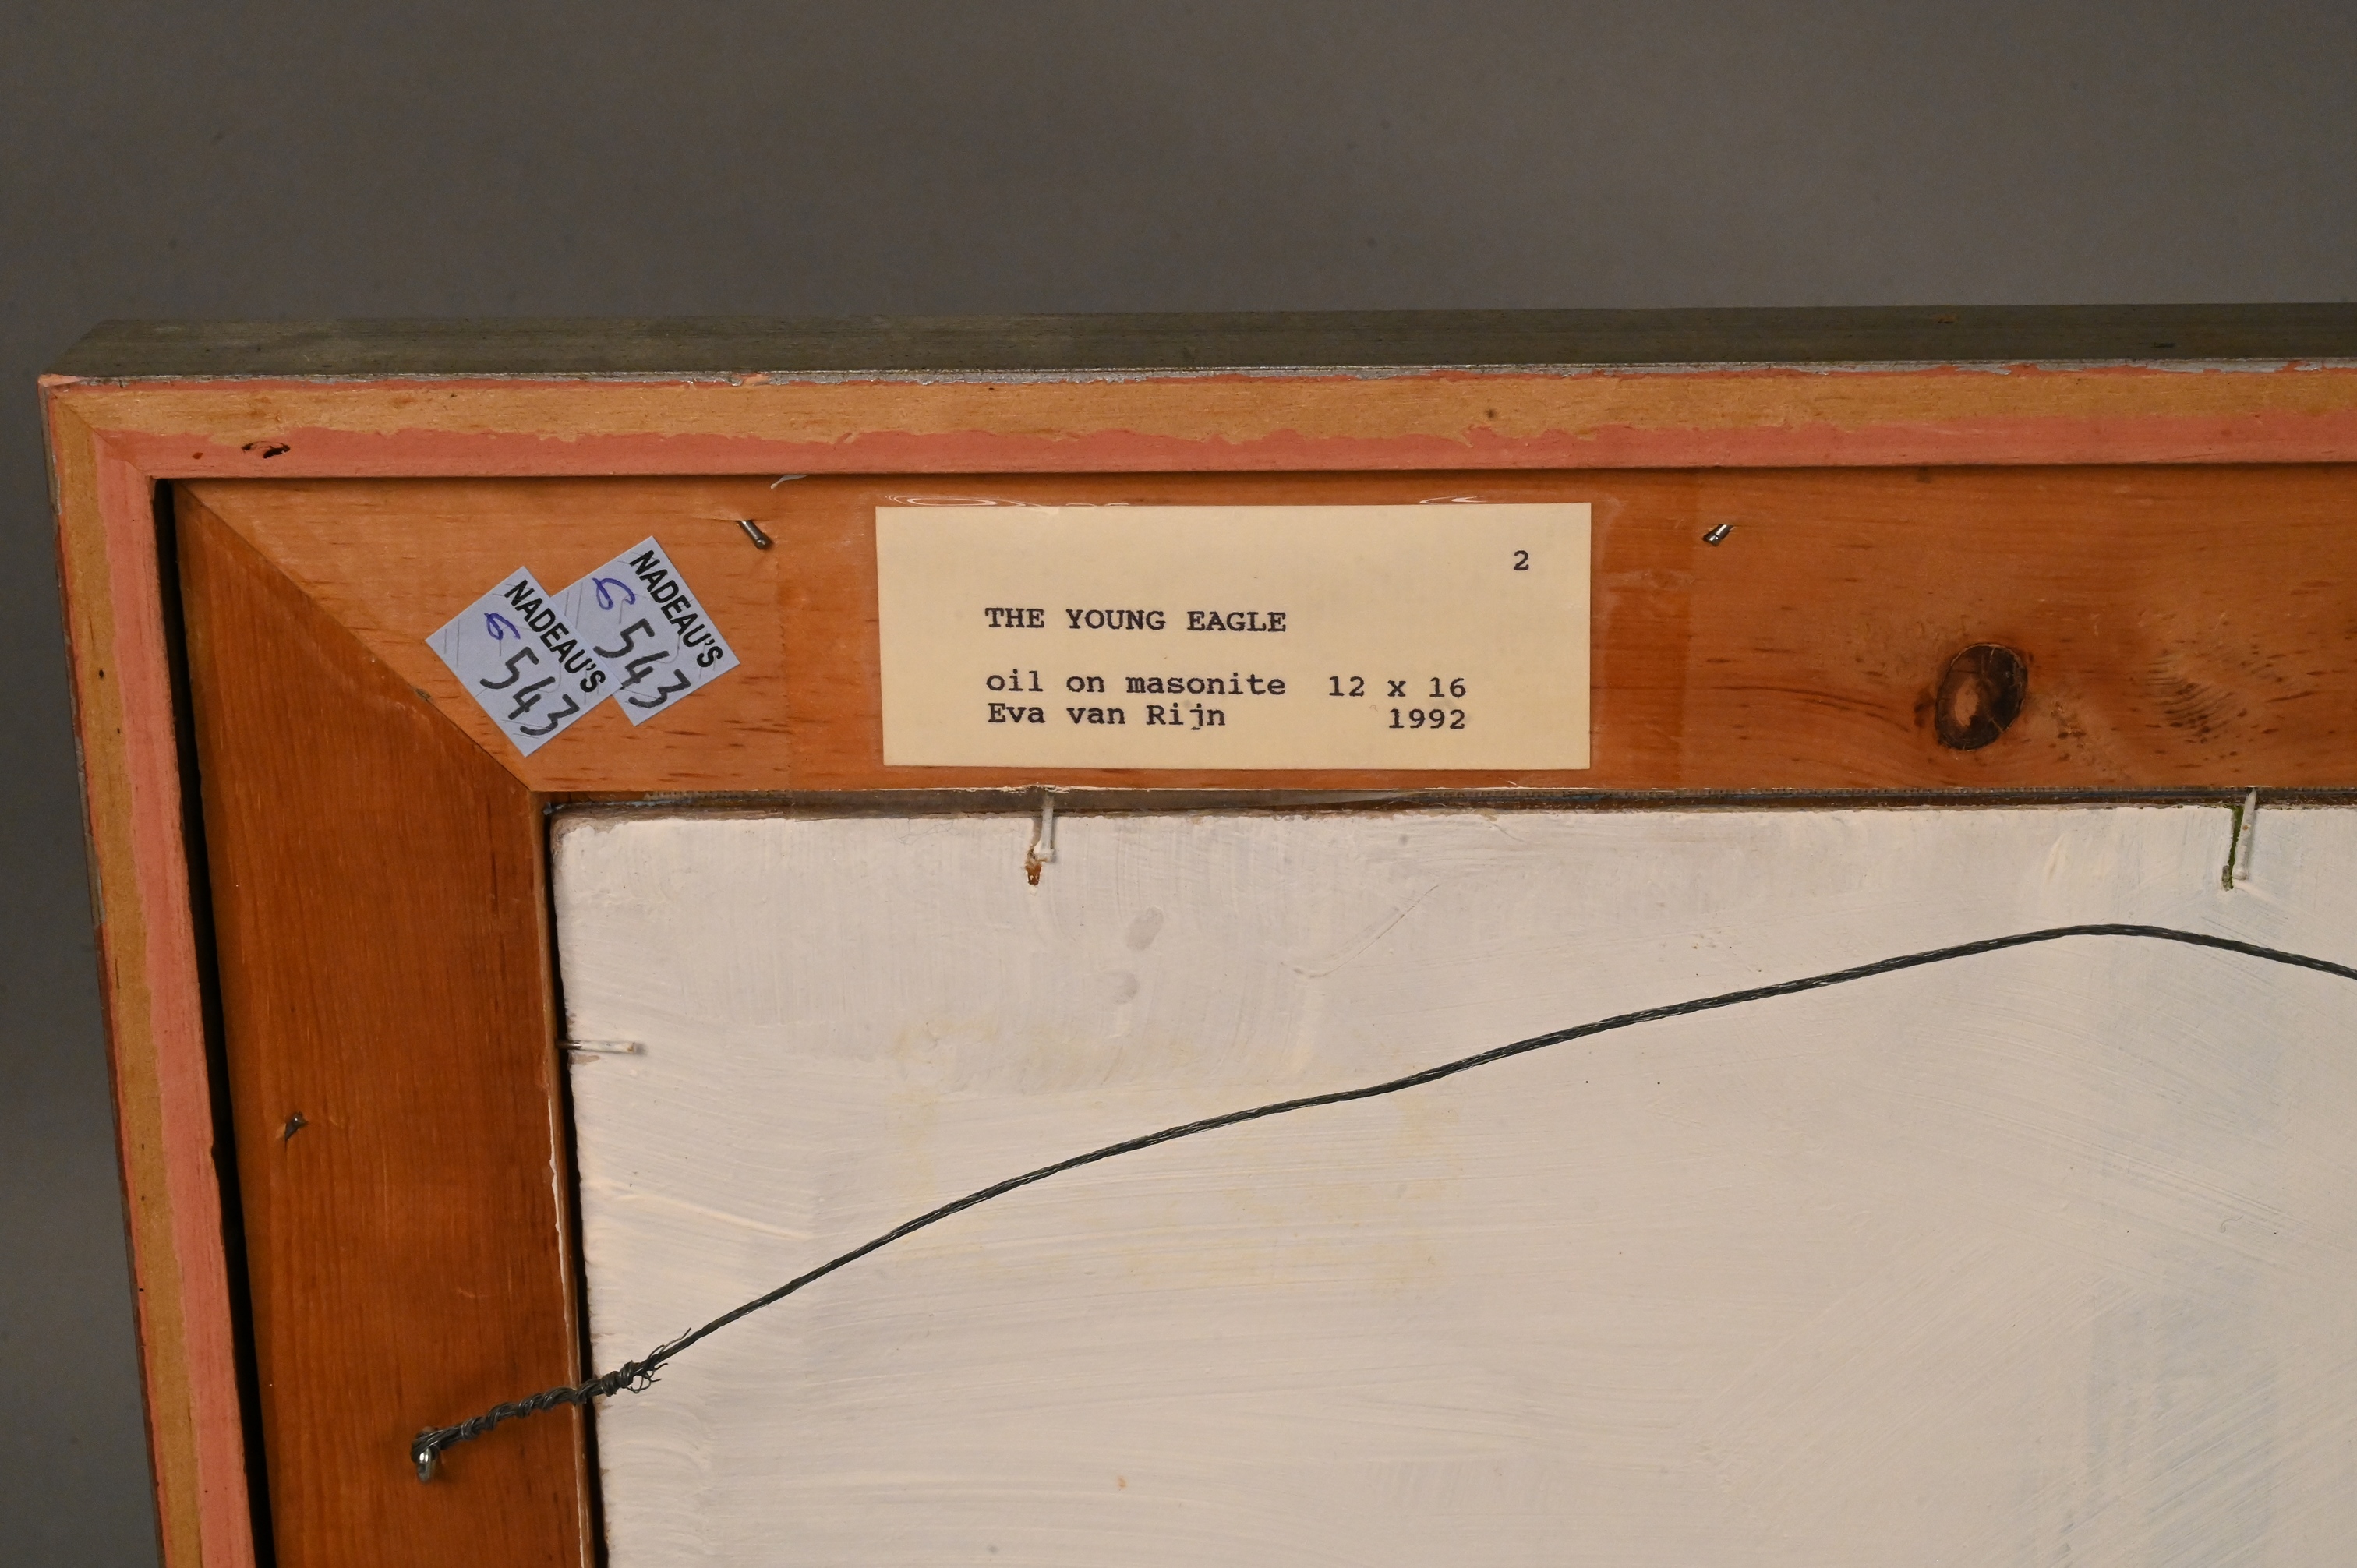 2
THE YOUNG EAGLE
oil on masonite 12 x 16
Eva van Rijn 1992
NADEAU'S
6
543
NADEAU'S
6
543